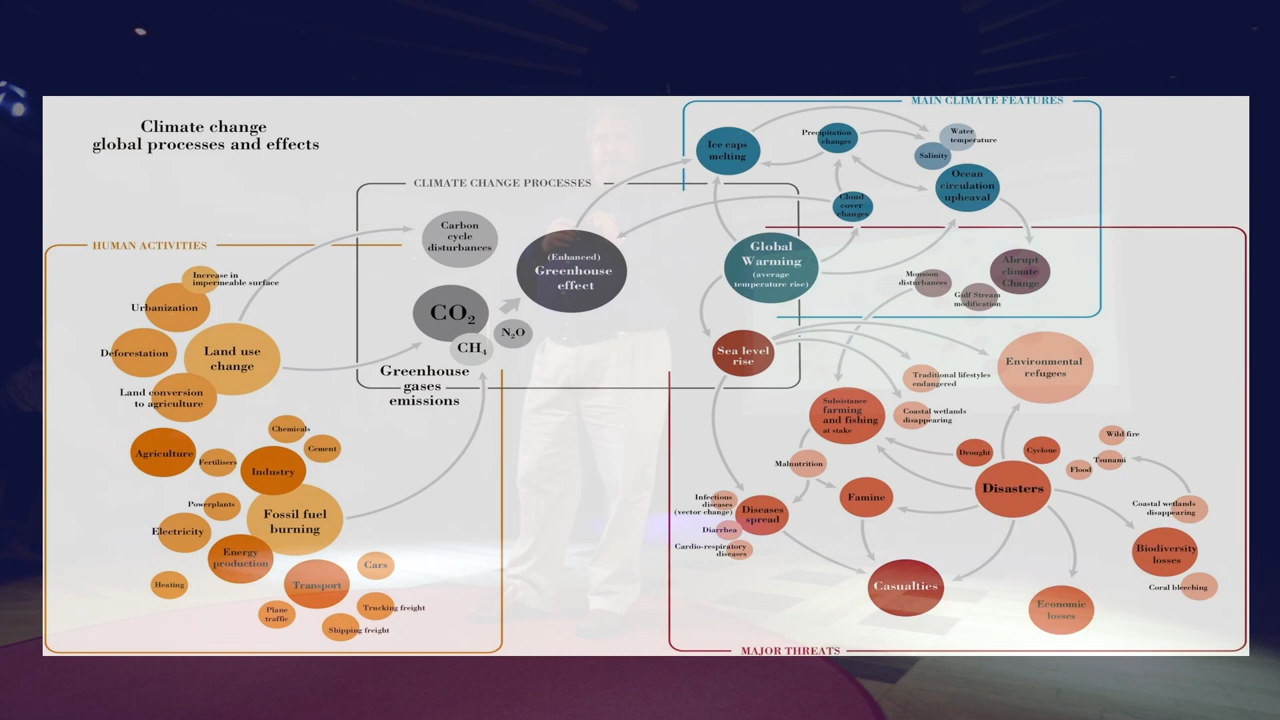 Climate change
global processes and effects
HUMAN ACTIVITIES
Increase in
impermeable surface
Urbanization
Deforestation
Land use
change
Land conversion
to agriculture
Agriculture
Fertilisers
Chemicals
Cement
Industry
Powerplants
Fossil fuel
burning
Electricity
Energy
production
Heating
Transport
Cars
Plane
traffic
Trucking freight
Shipping freight
CLIMATE CHANGE PROCESSES
Carbon
cycle
disturbances
(Enhanced)
Greenhouse
effect
CO₂
CH₄
N₂O
Greenhouse
gases
emissions
MAIN CLIMATE FEATURES
Ice caps
melting
Precipitation
changes
Water
temperature
Salinity
Ocean
circulation
upheaval
Cloud
cover
changes
Global
Warming
(average
temperature rise)
Monsoon
disturbances
Gulf Stream
modification
Abrupt
climate
Change
Sea level
rise
Environmental
refugees
Traditional lifestyles
endangered
Subsistance
farming
and fishing
at stake
Coastal wetlands
disappearing
Wild fire
Drought
Cyclone
Tsunami
Flood
Malnutrition
Disasters
Famine
Infectious
diseases
(vector change)
Diseases
spread
Diarrhea
Cardio-respiratory
diseases
Coastal wetlands
disappearing
Biodiversity
losses
Coral bleeching
Casualties
Economic
losses
MAJOR THREATS